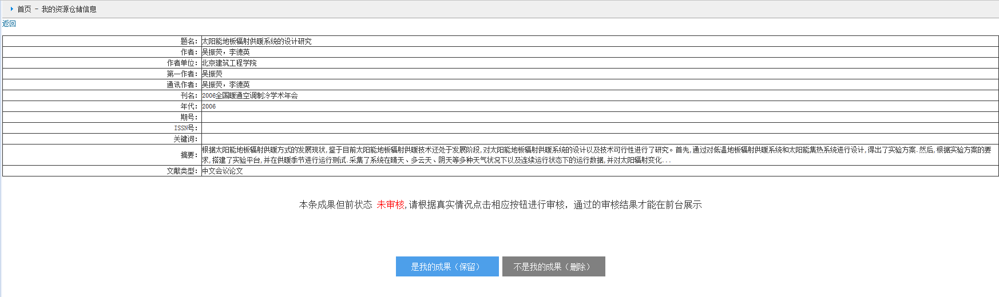 首页 - 我的资源仓储信息
返回
题名: 太阳能地板辐射供暖系统的设计研究
作者: 吴振荧, 李德英
作者单位: 北京建筑工程学院
第一作者: 吴振荧
通讯作者: 吴振荧, 李德英
刊名: 2006全国暖通空调制冷学术年会
年代: 2006
期号:
ISSN号:
关键词:
摘要: 根据太阳能地板辐射供暖方式的发展现状,鉴于目前太阳能地板辐射供暖技术还处于发展阶段,对太阳能地板辐射供暖系统的设计以及技术可行性进行了研究。首先,通过对低温地板辐射供暖系统和太阳能集热系统进行设计,得出了实验方案.然后,根据实验方案的要
求,搭建了实验平台,并在供暖季节进行运行测试.采集了系统在晴天、多云天、阴天等多种天气状况下以及连续运行状态下的运行数据,并对太阳辐射变化...
文献类型: 中文会议论文
本条成果但前状态 未审核,请根据真实情况点击相应按钮进行审核，通过的审核结果才能在前台展示
是我的成果（保留） 不是我的成果（删除）